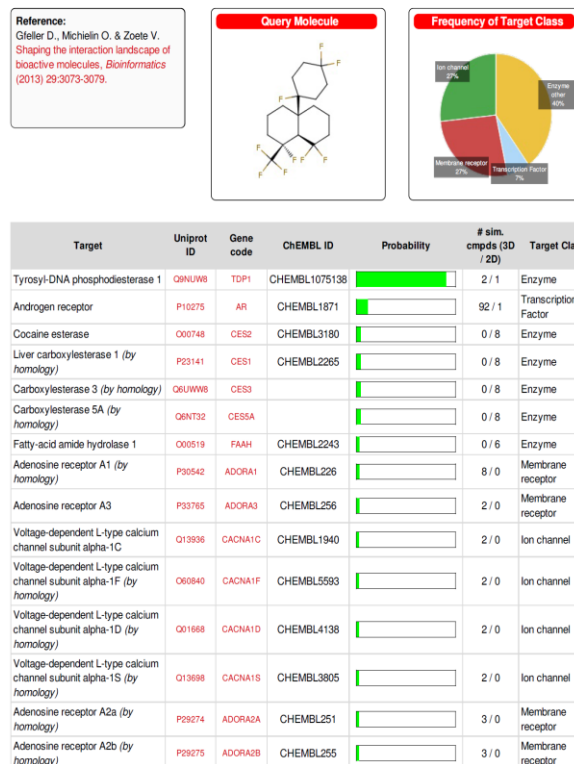 Reference:
Gfeller D., Michielin O. & Zoete V.
Shaping the interaction landscape of
bioactive molecules, Bioinformatics
(2013) 29:3073-3079.
Query Molecule
F
F
F
F
F
F
F
F
F
Frequency of Target Class
Ion channel
27%
Enzyme
other
40%
Membrane receptor
27%
Transcription Factor
7%
Target Uniprot ID Gene code ChEMBL ID Probability # sim. cmpds (3D / 2D) Target Cla
Tyrosyl-DNA phosphodiesterase 1 Q9NUW8 TDP1 CHEMBL1075138 2 / 1 Enzyme
Androgen receptor P10275 AR CHEMBL1871 92 / 1 Transcription
Factor
Cocaine esterase O00748 CES2 CHEMBL3180 0 / 8 Enzyme
Liver carboxylesterase 1 (by
homology) P23141 CES1 CHEMBL2265 0 / 8 Enzyme
Carboxylesterase 3 (by homology) Q6UWW8 CES3 0 / 8 Enzyme
Carboxylesterase 5A (by
homology) Q6NT32 CES5A 0 / 8 Enzyme
Fatty-acid amide hydrolase 1 O00519 FAAH CHEMBL2243 0 / 6 Enzyme
Adenosine receptor A1 (by
homology) P30542 ADORA1 CHEMBL226 8 / 0 Membrane
receptor
Adenosine receptor A3 P33765 ADORA3 CHEMBL256 2 / 0 Membrane
receptor
Voltage-dependent L-type calcium
channel subunit alpha-1C Q13936 CACNA1C CHEMBL1940 2 / 0 Ion channel
Voltage-dependent L-type calcium
channel subunit alpha-1F (by
homology) O60840 CACNA1F CHEMBL5593 2 / 0 Ion channel
Voltage-dependent L-type calcium
channel subunit alpha-1D (by
homology) Q01668 CACNA1D CHEMBL4138 2 / 0 Ion channel
Voltage-dependent L-type calcium
channel subunit alpha-1S (by
homology) Q13698 CACNA1S CHEMBL3805 2 / 0 Ion channel
Adenosine receptor A2a (by
homology) P29274 ADORA2A CHEMBL251 3 / 0 Membrane
receptor
Adenosine receptor A2b (by
homology) P29275 ADORA2B CHEMBL255 3 / 0 Membrane
receptor